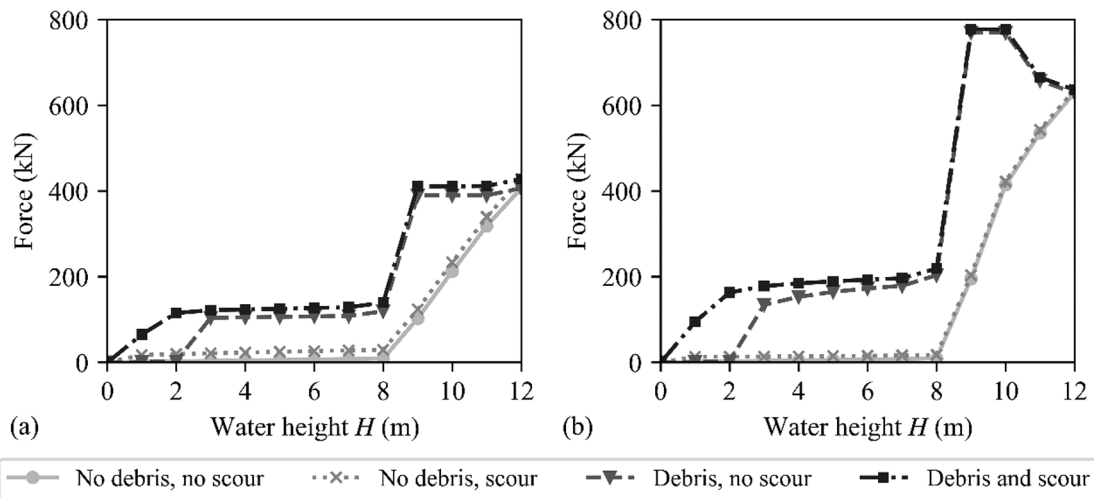 800
600
400
200
0
Force (kN)
0 2 4 6 8 10 12
Water height H (m)
(a)
800
600
400
200
0
Force (kN)
0 2 4 6 8 10 12
Water height H (m)
(b)
No debris, no scour No debris, scour Debris, no scour Debris and scour